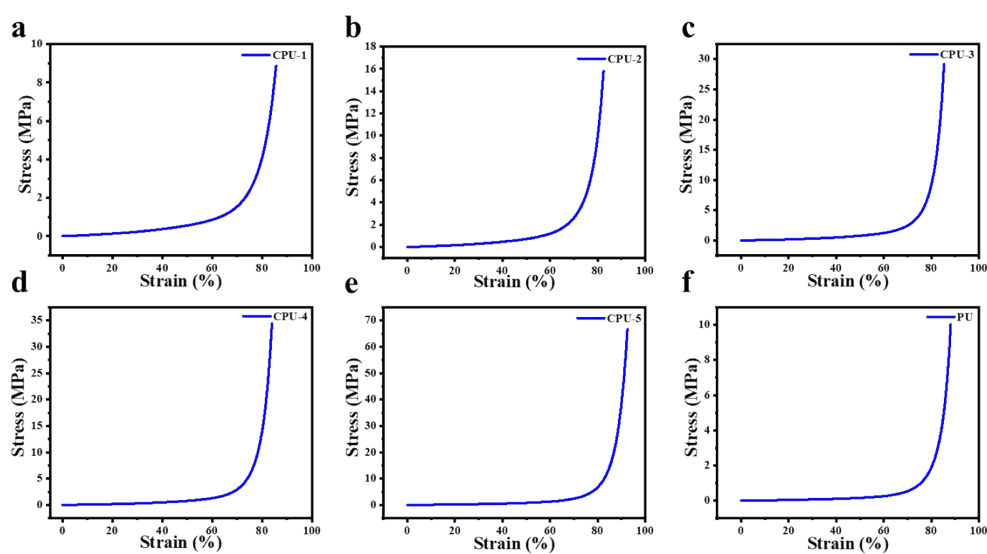 a
CPU-1
10
8
6
4
2
0
Stress (MPa)
0 20 40 60 80 100
Strain (%)
b
CPU-2
18
16
14
12
10
8
6
4
2
0
Stress (MPa)
0 20 40 60 80 100
Strain (%)
c
CPU-3
30
25
20
15
10
5
0
Stress (MPa)
0 20 40 60 80 100
Strain (%)
d
CPU-4
35
30
25
20
15
10
5
0
Stress (MPa)
0 20 40 60 80 100
Strain (%)
e
CPU-5
70
60
50
40
30
20
10
0
Stress (MPa)
0 20 40 60 80 100
Strain (%)
f
PU
10
8
6
4
2
0
Stress (MPa)
0 20 40 60 80 100
Strain (%)